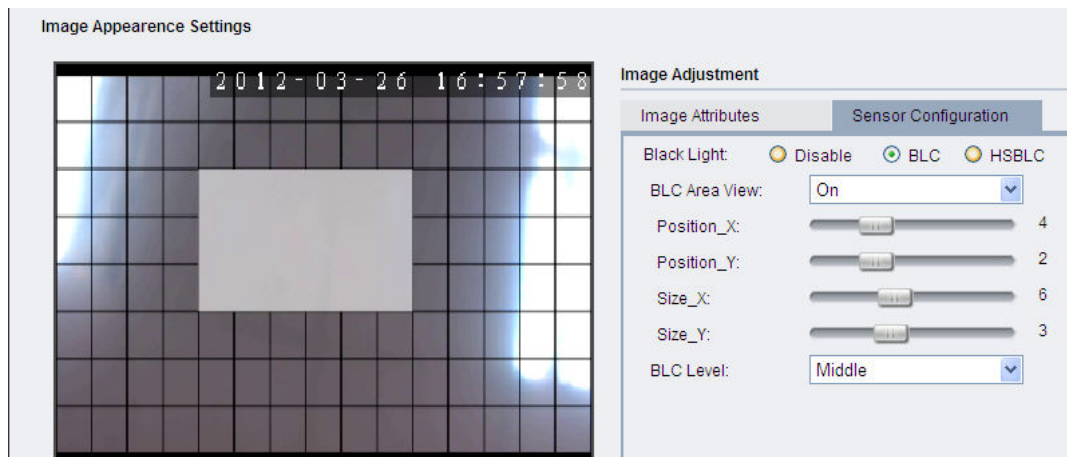 Image Appearence Settings
2012-03-26 16:57:58
Image Adjustment
Image Attributes
Sensor Configuration
Black Light:
Disable
BLC
HSBLC
BLC Area View:
On
Position_X:
4
Position_Y:
2
Size_X:
6
Size_Y:
3
BLC Level:
Middle